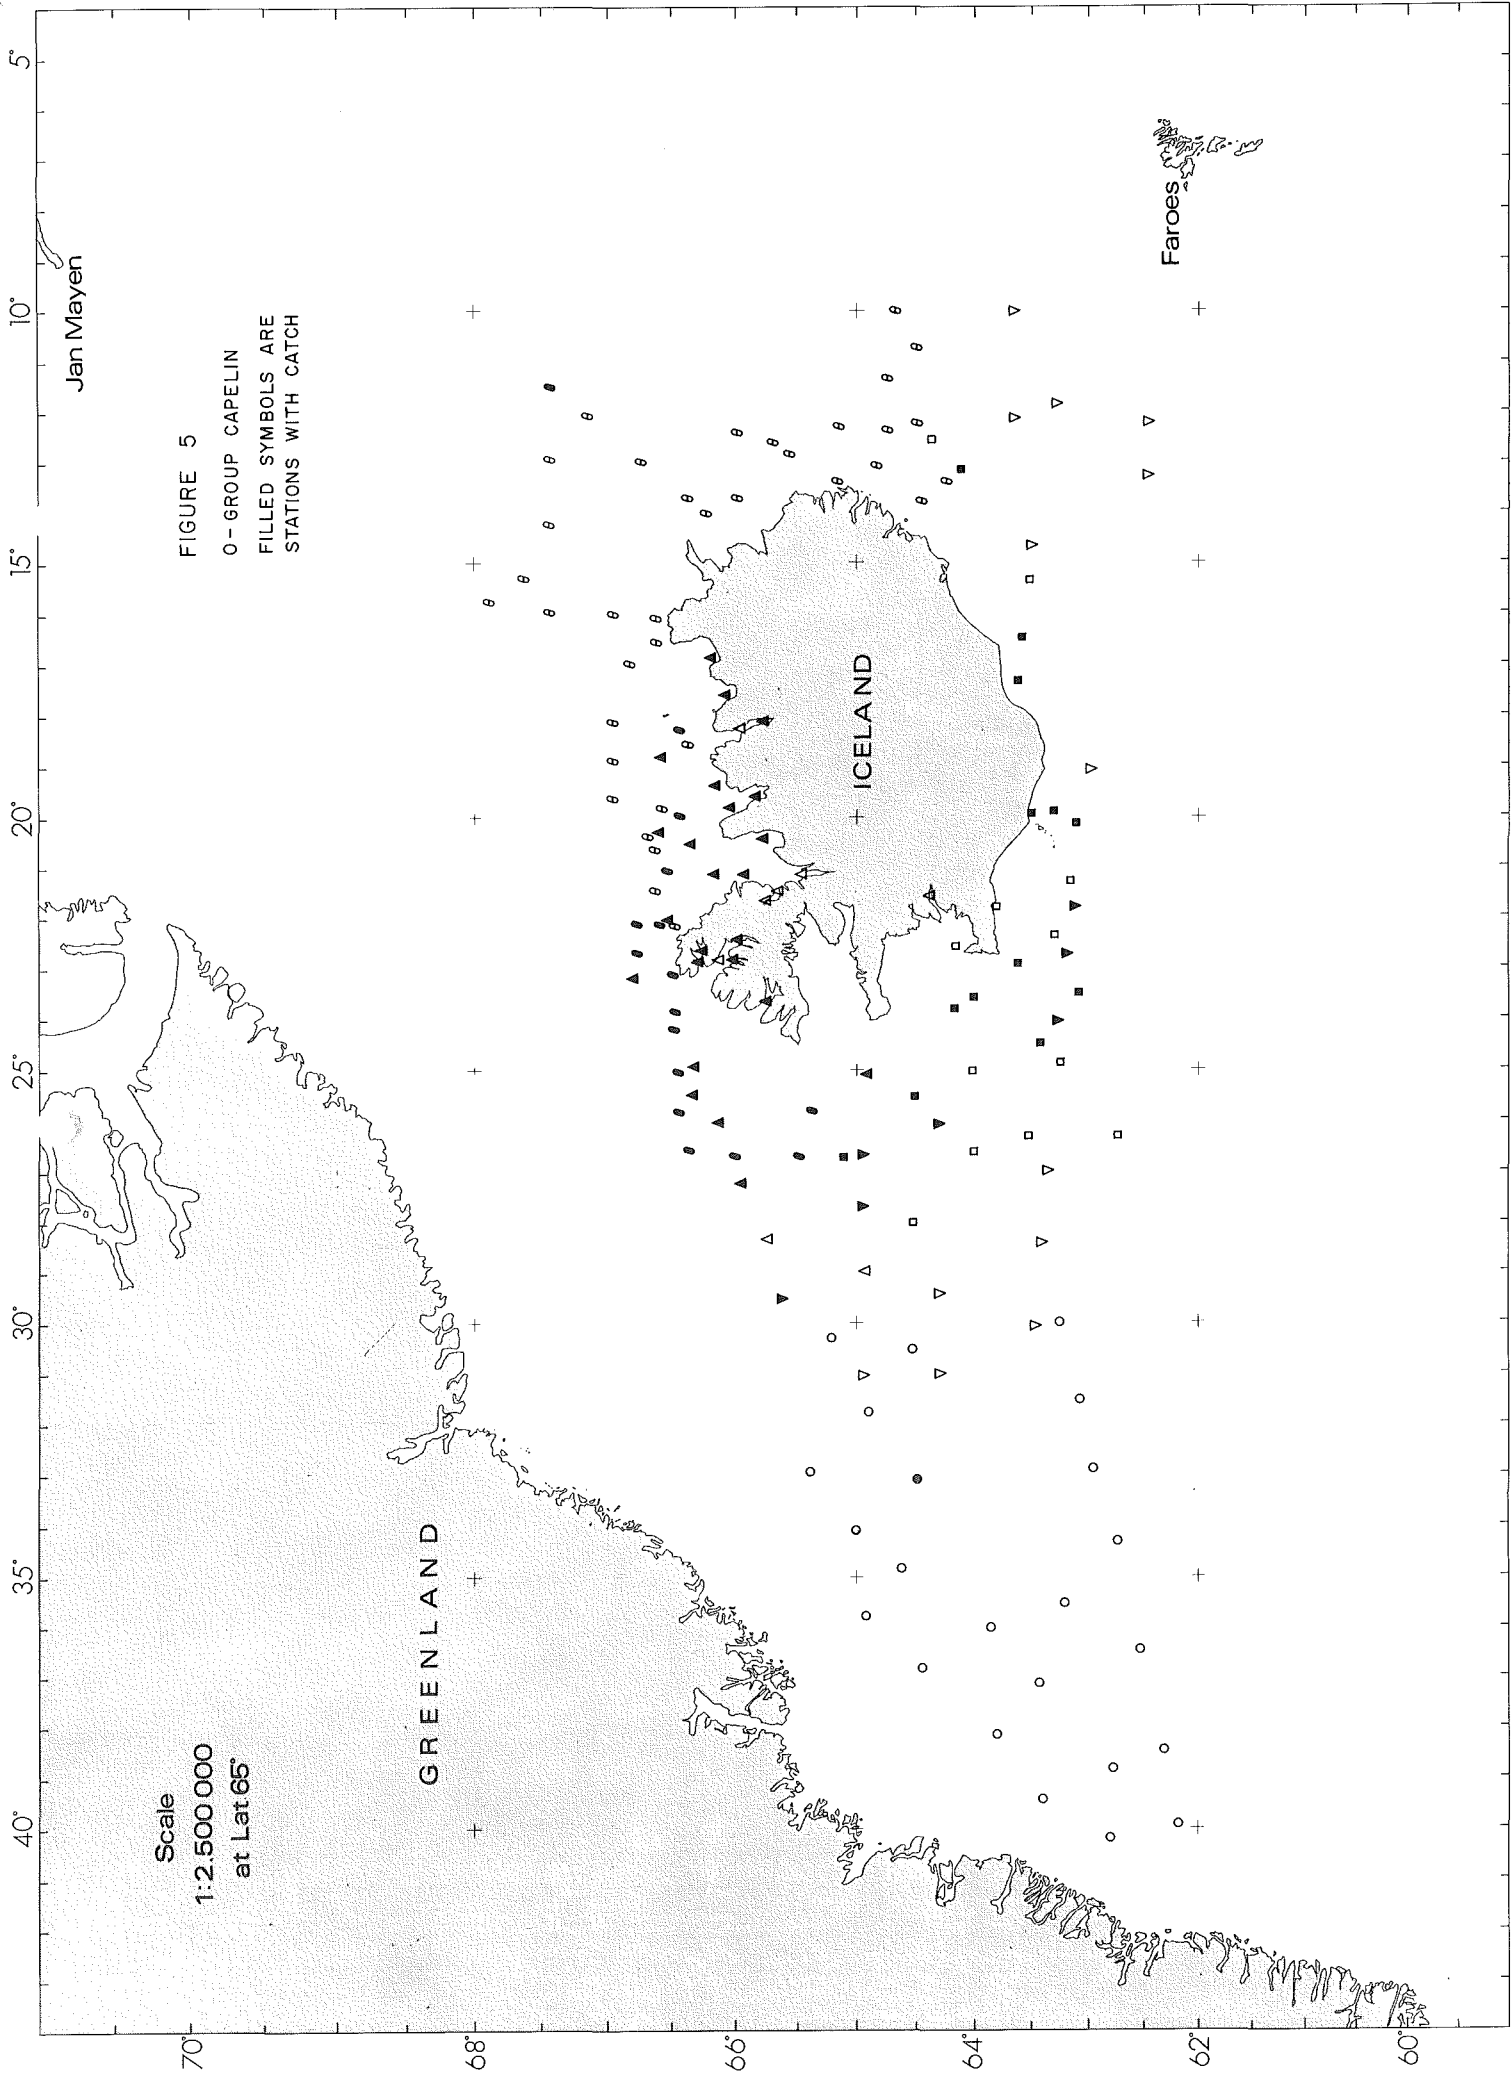 FIGURE 5
0-GROUP CAPELIN
FILLED SYMBOLS ARE
STATIONS WITH CATCH
Jan Mayen
Scale
1:2.500000
at Lat 65°
GREENLAND
ICELAND
Faroes
40°
35°
30°
25°
20°
15°
10°
5°
70°
68°
66°
64°
62°
60°